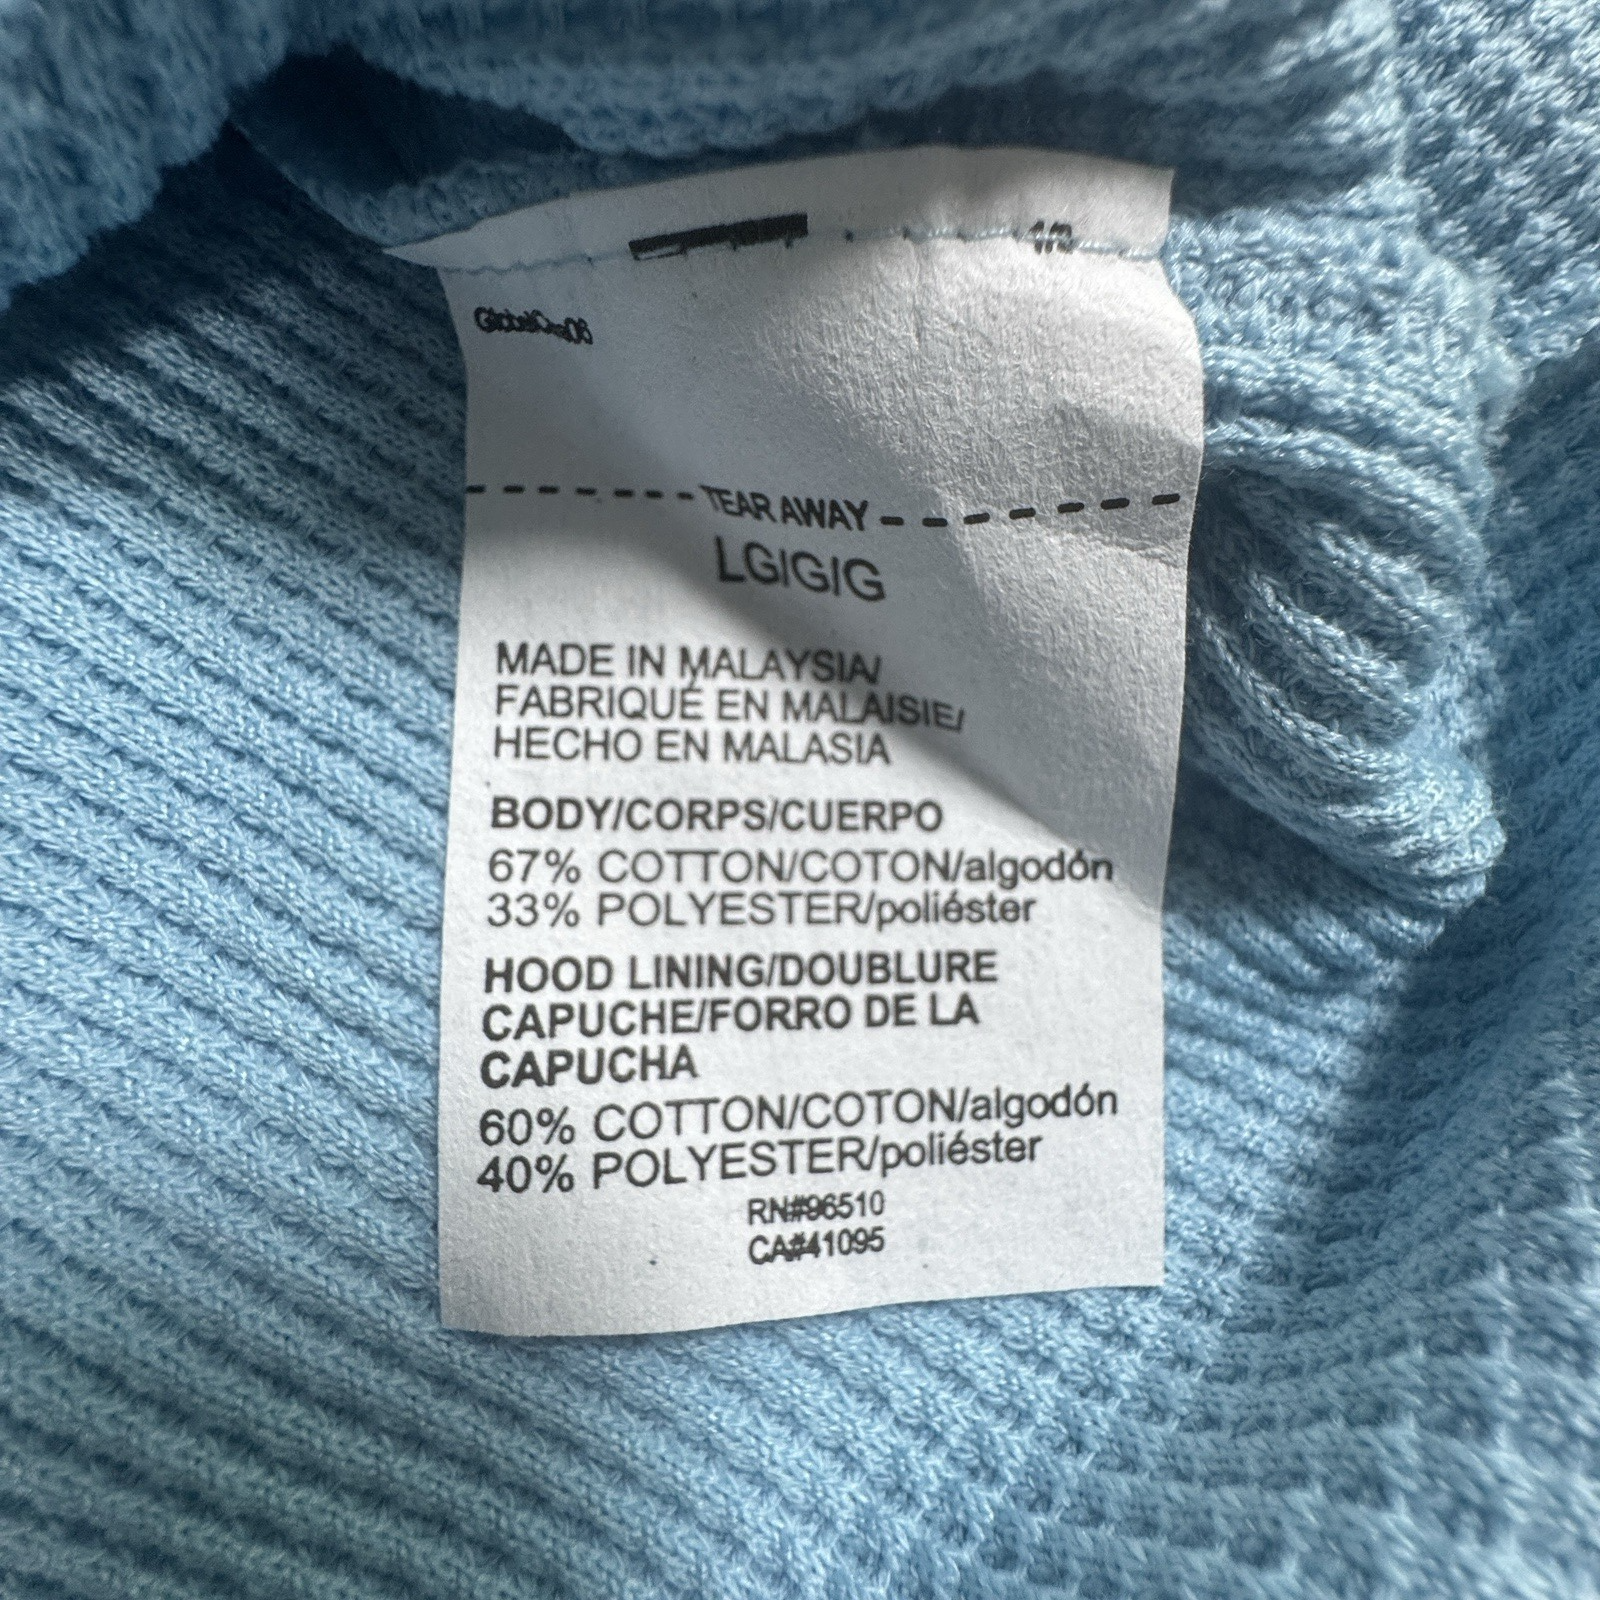 TEAR AWAY
LG/G/G
MADE IN MALAYSIA/
FABRIQUÉ EN MALAISIE/
HECHO EN MALASIA
BODY/CORPS/CUERPO
67% COTTON/COTON/algodón
33% POLYESTER/poliéster
HOOD LINING/DOUBLURE
CAPUCHE/FORRO DE LA
CAPUCHA
60% COTTON/COTON/algodón
40% POLYESTER/poliéster
RN#96510
CA#41095